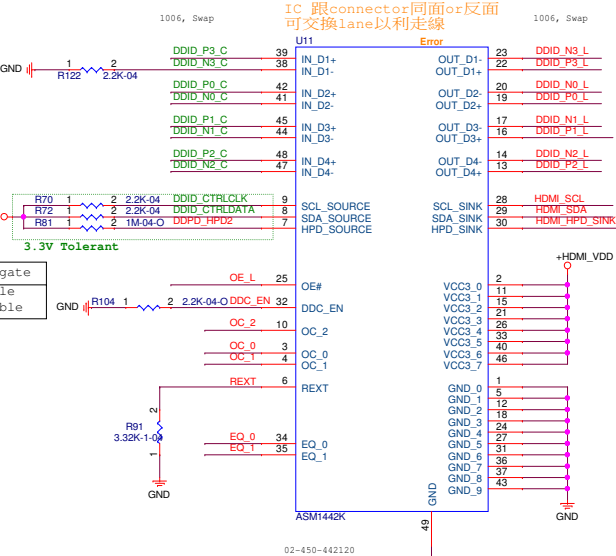 IC 跟connector同面or反面
可交換lane以利走線
1006, Swap
1006, Swap
U11
Error
DDID_P3_C 39 IN_D1+ OUT_D1- 23 DDID_N3_L
DDID_N3_C 38 IN_D1- OUT_D1+ 22 DDID_P3_L
GND 1 2
R122 2.2K-04
DDID_P0_C 42 IN_D2+ OUT_D2- 20 DDID_N0_L
DDID_N0_C 41 IN_D2- OUT_D2+ 19 DDID_P0_L
DDID_P1_C 45 IN_D3+ OUT_D3- 17 DDID_N1_L
DDID_N1_C 44 IN_D3- OUT_D3+ 16 DDID_P1_L
DDID_P2_C 48 IN_D4+ OUT_D4- 14 DDID_N2_L
DDID_N2_C 47 IN_D4- OUT_D4+ 13 DDID_P2_L
R70 1 2 2.2K-04 DDID_CTRLCLK 9 SCL_SOURCE SCL_SINK 28 HDMI_SCL
R72 1 2 2.2K-04 DDID_CTRLDATA 8 SDA_SOURCE SDA_SINK 29 HDMI_SDA
R81 1 2 1M-04-O DDPD_HPD2 7 HPD_SOURCE HPD_SINK 30 HDMI_HPD_SINK
3.3V Tolerant
+HDMI_VDD
gate
le
ble
OE_L 25 OE#
GND R104 1 2 2.2K-04-O DDC_EN 32 DDC_EN
OC_2 10 OC_2
OC_0 3 OC_0
OC_1 4 OC_1
REXT 6 REXT
VCC3_0 2
VCC3_1 11
VCC3_2 15
VCC3_3 21
VCC3_4 26
VCC3_5 33
VCC3_6 40
VCC3_7 46
GND_0 1
GND_1 5
GND_2 12
GND_3 18
GND_4 24
GND_5 27
GND_6 31
GND_7 36
GND_8 37
GND_9 43
2
R91
3.32K-1-04
1
GND
EQ_0 34 EQ_0
EQ_1 35 EQ_1
GND
49
GND
ASM1442K
02-450-442120